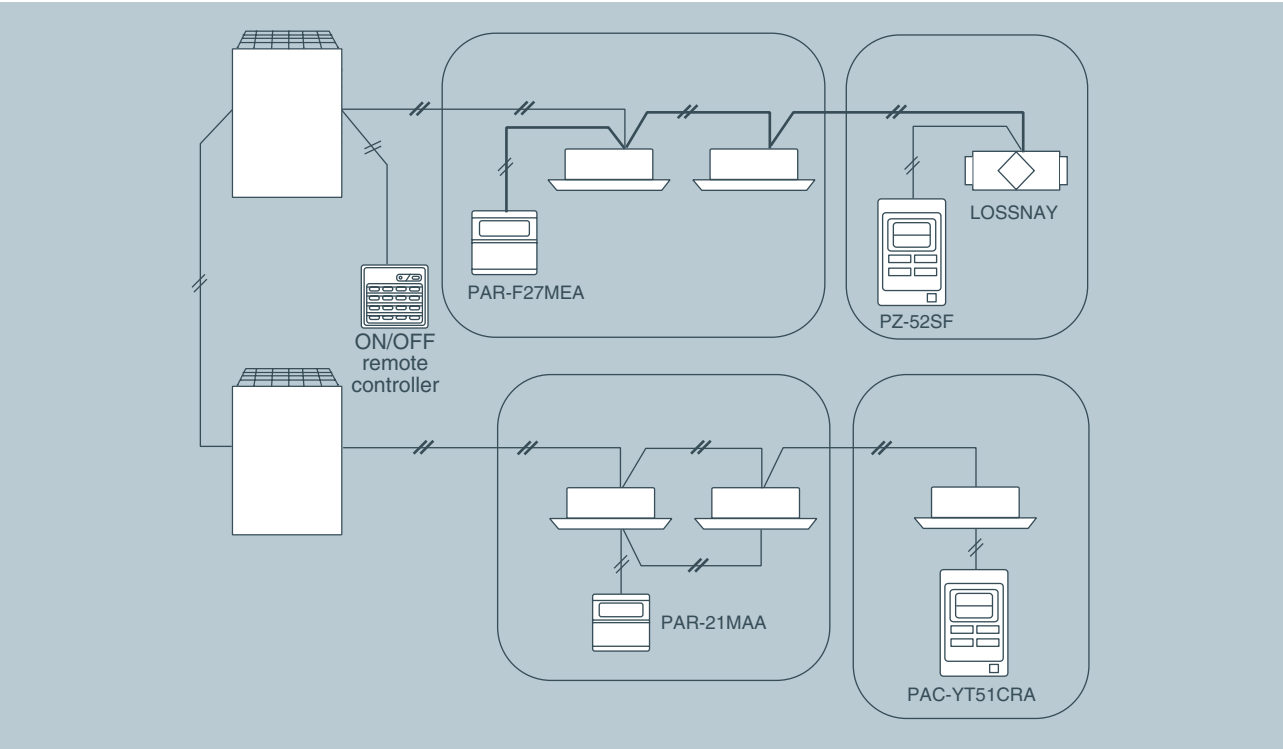 LOSSNAY
PAR-F27MEA
PZ-52SF
ON/OFF
remote
controller
PAR-21MAA
PAC-YT51CRA